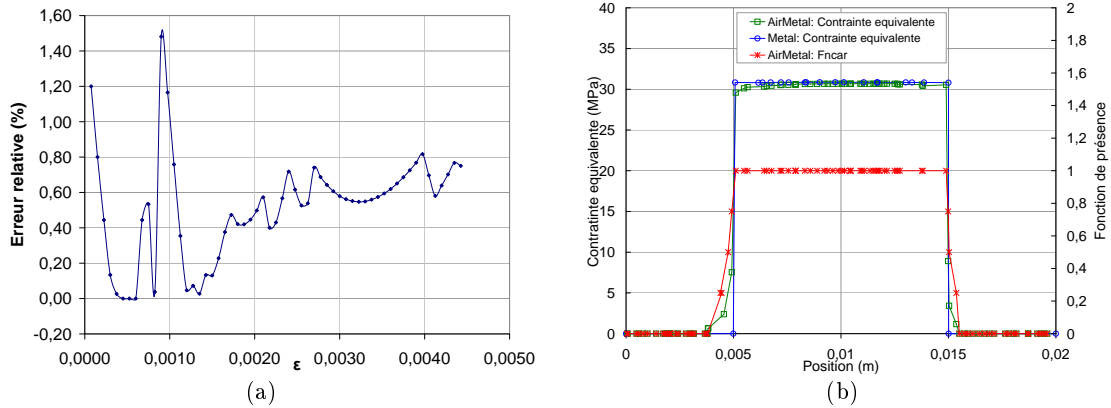 1,60
1,40
1,20
1,00
0,80
0,60
0,40
0,20
0,00
-0,20
Erreur relative (%)
0,0000 0,0010 0,0020 0,0030 0,0040 0,0050
ε
(a)
40
35
30
25
20
15
10
5
0
Contratinte equivalente (MPa)
AirMetal: Contrainte equivalente
Metal: Contrainte equivalente
AirMetal: Fncar
2
1,8
1,6
1,4
1,2
1
0,8
0,6
0,4
0,2
0
Fonction de présence
0 0,005 0,01 0,015 0,02
Position (m)
(b)